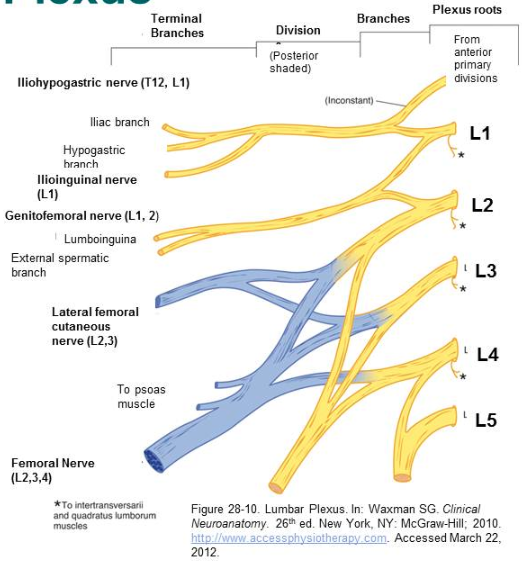 Plexus
Terminal
Branches
Division
(Posterior
shaded)
Branches
Plexus roots
From
anterior
primary
divisions
Iliohypogastric nerve (T12, L1)
(Inconstant)
Iliac branch
L1
*
Hypogastric
branch
Ilioinguinal nerve
(L1)
Genitofemoral nerve (L1, 2)
L2
*
Lumboinguina
External spermatic
branch
L3
*
Lateral femoral
cutaneous
nerve (L2,3)
L4
*
To psoas
muscle
L5
Femoral Nerve
(L2,3,4)
*To intertransversarii
and quadratus lumborum
muscles
Figure 28-10. Lumbar Plexus. In: Waxman SG. Clinical
Neuroanatomy. 26th ed. New York, NY: McGraw-Hill; 2010.
http://www.accessphysiotherapy.com. Accessed March 22,
2012.